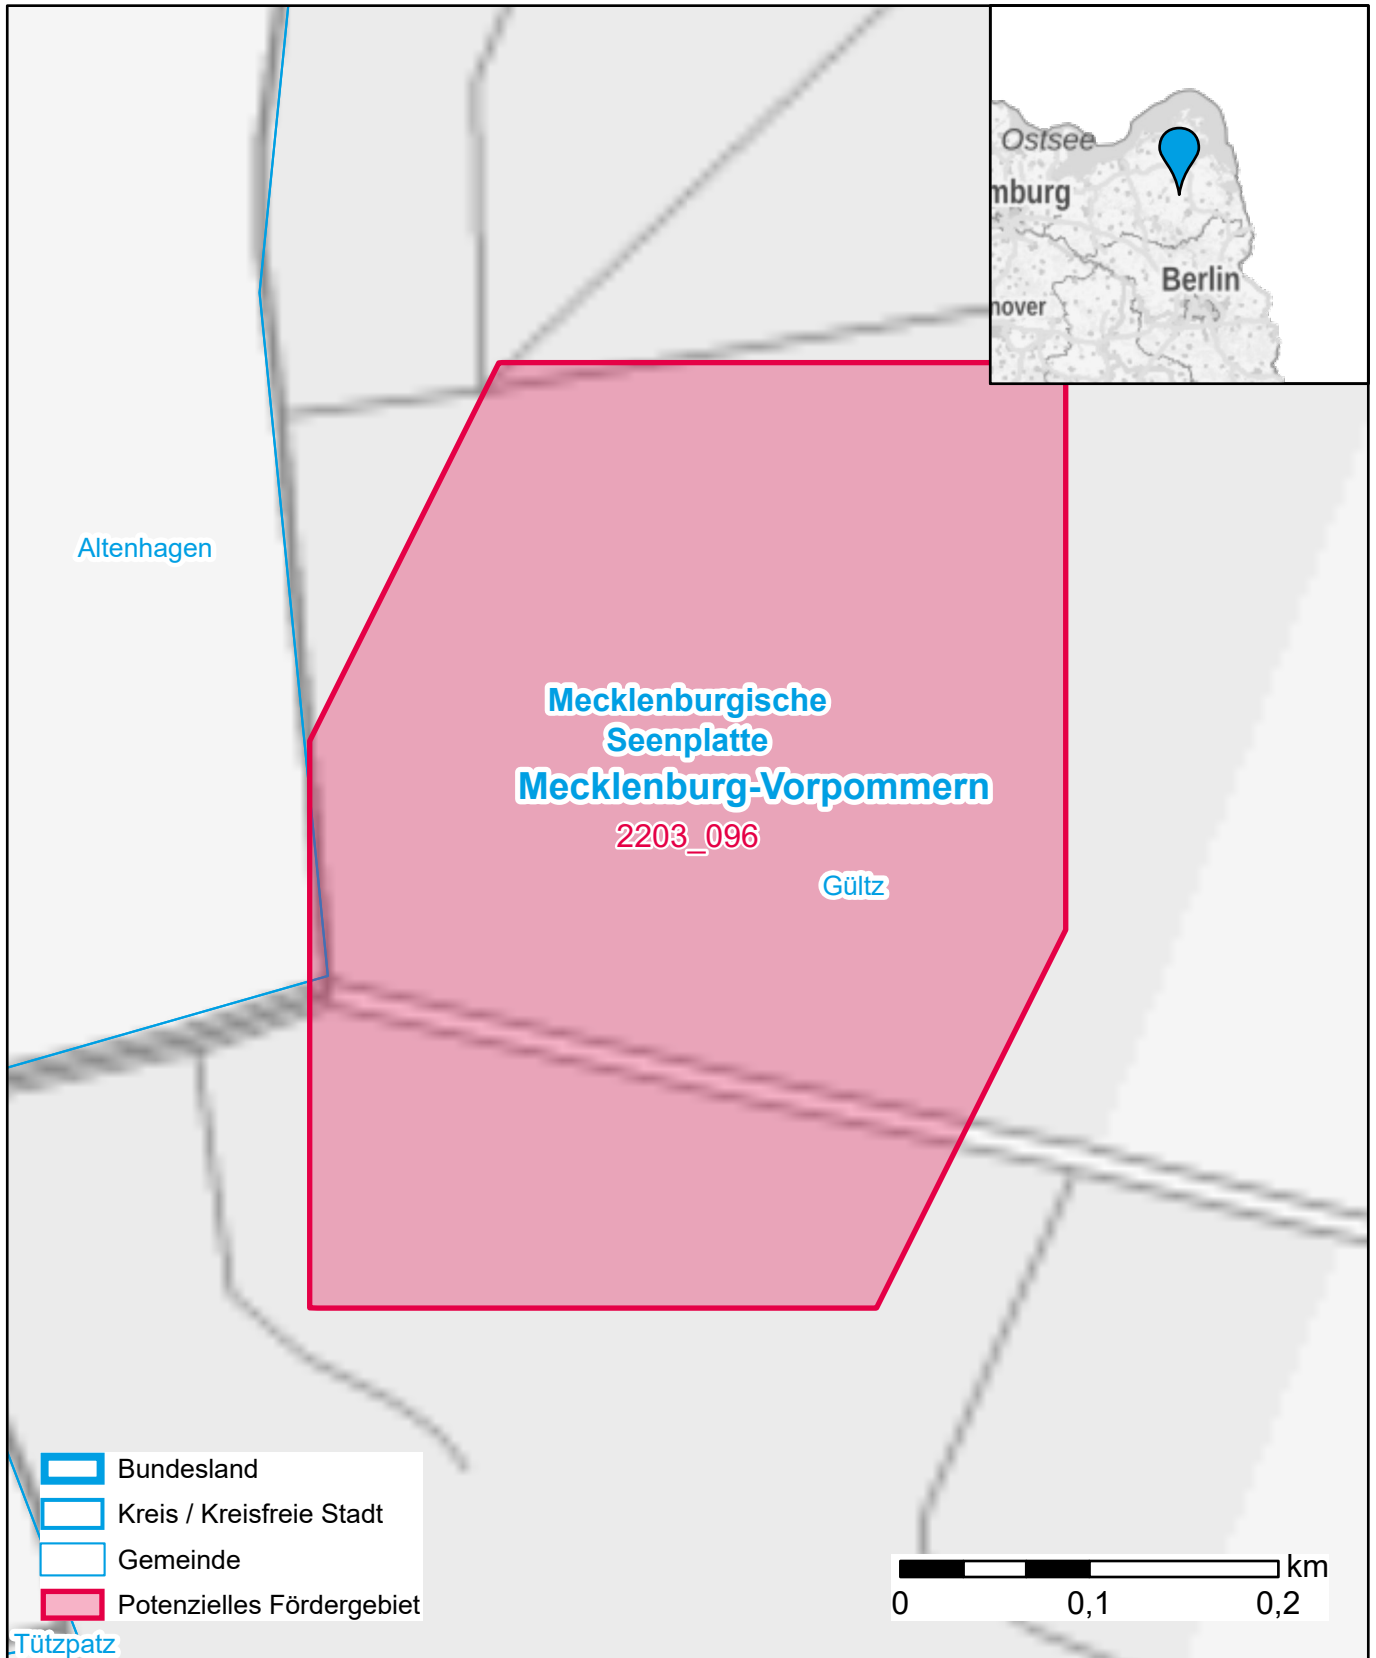 Ostsee
mburg
Berlin
nover
Altenhagen
Mecklenburgische
Seenplatte
Mecklenburg-Vorpommern
2203_096
Gültz
Bundesland
Kreis / Kreisfreie Stadt
Gemeinde
Potenzielles Fördergebiet
Tützpatz
km
0 0,1 0,2